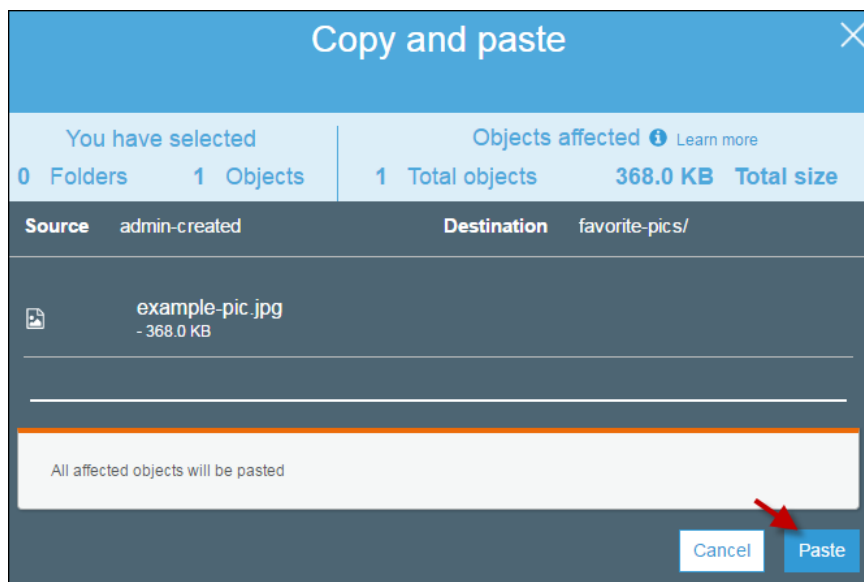 Copy and paste
You have selected
Objects affected Learn more
0 Folders 1 Objects
1 Total objects 368.0 KB Total size
Source admin-created Destination favorite-pics/
example-pic.jpg
- 368.0 KB
All affected objects will be pasted
Cancel Paste